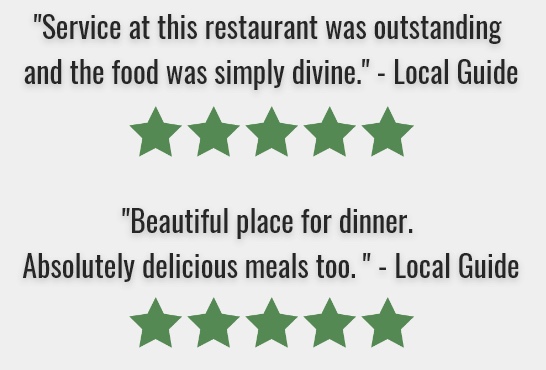 "Service at this restaurant was outstanding
and the food was simply divine." - Local Guide
"Beautiful place for dinner.
Absolutely delicious meals too. " - Local Guide